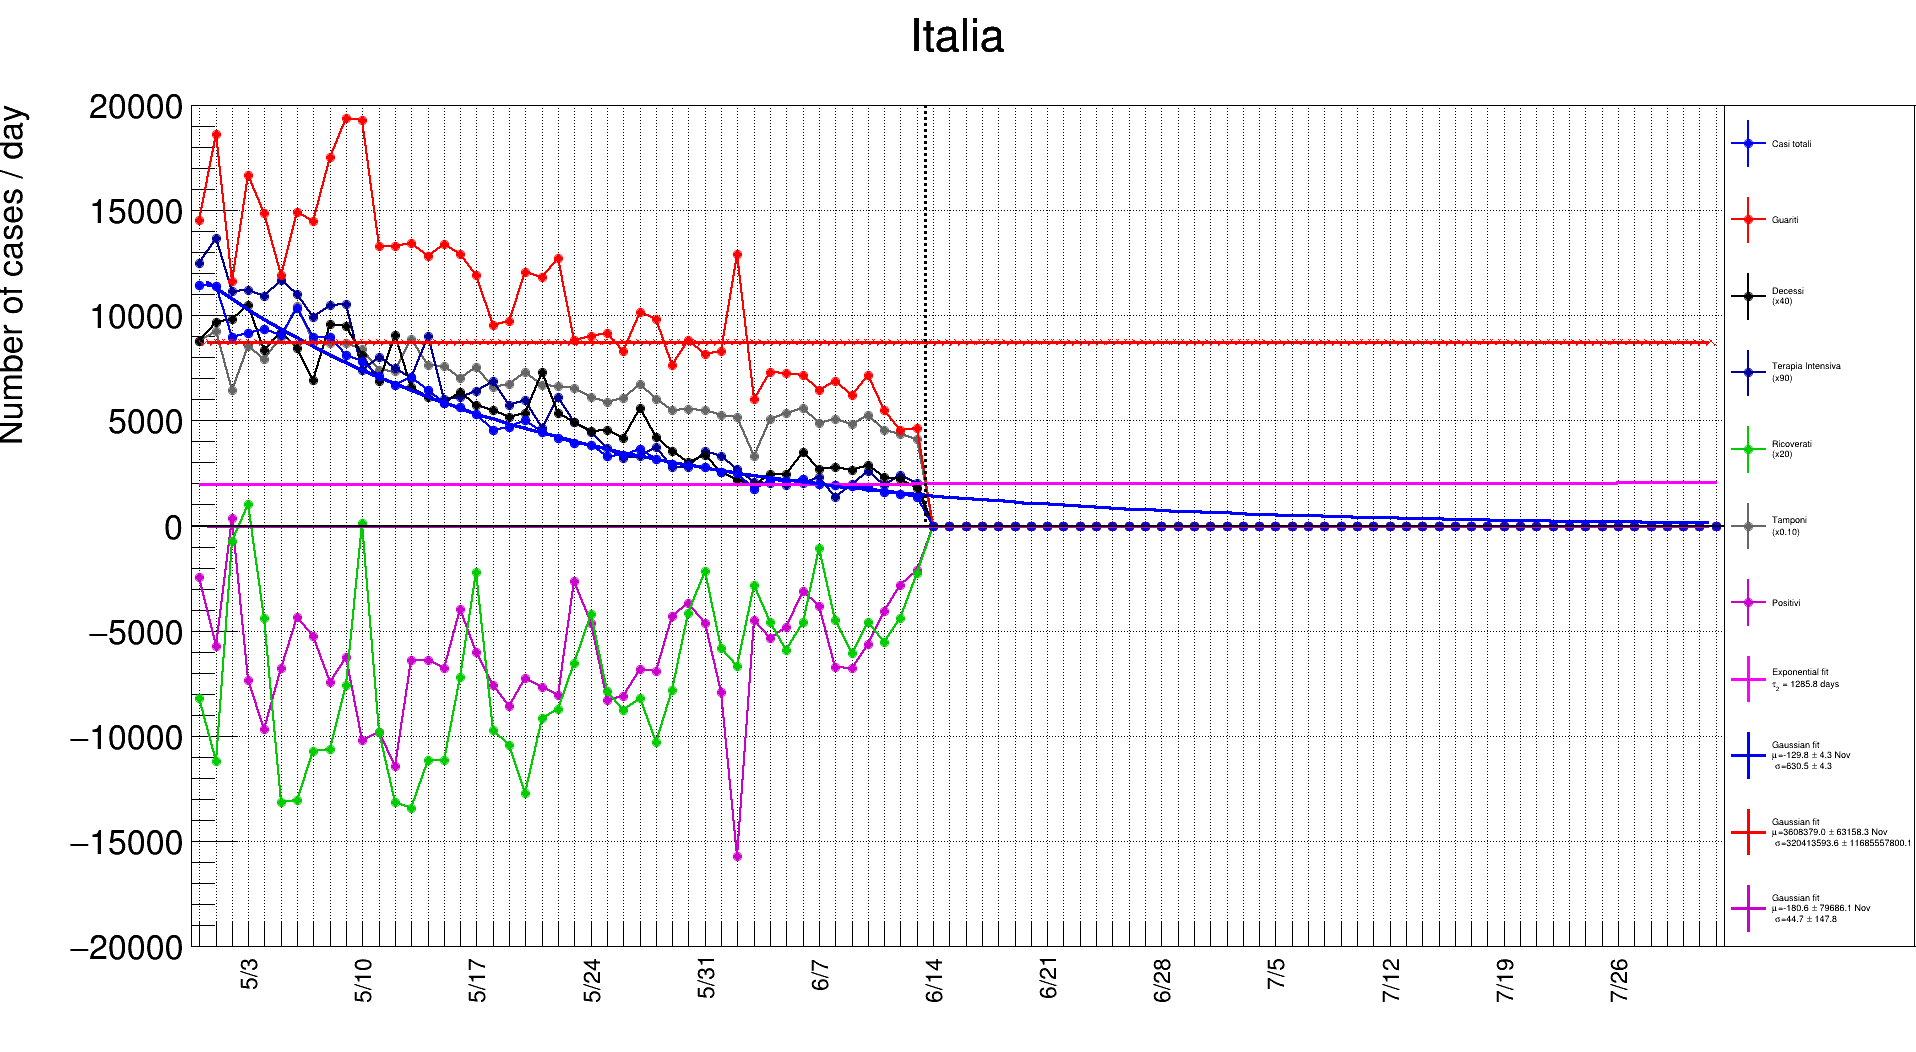 Italia
Number of cases / day
20000
15000
10000
5000
0
−5000
−10000
−15000
−20000
5/3
5/10
5/17
5/24
5/31
6/7
6/14
6/21
6/28
7/5
7/12
7/19
7/26
Casi totali
Guariti
Decessi
(x40)
Terapia Intensiva
(x90)
Ricoverati
(x20)
Tamponi
(x0.10)
Positivi
Exponential fit
τ2 = 1285.8 days
Gaussian fit
μ=-129.8 ± 4.3 Nov
σ=630.5 ± 4.3
Gaussian fit
μ=3608379.0 ± 63158.3 Nov
σ=320413593.6 ± 11685557800.1
Gaussian fit
μ=-180.6 ± 79686.1 Nov
σ=44.7 ± 147.8